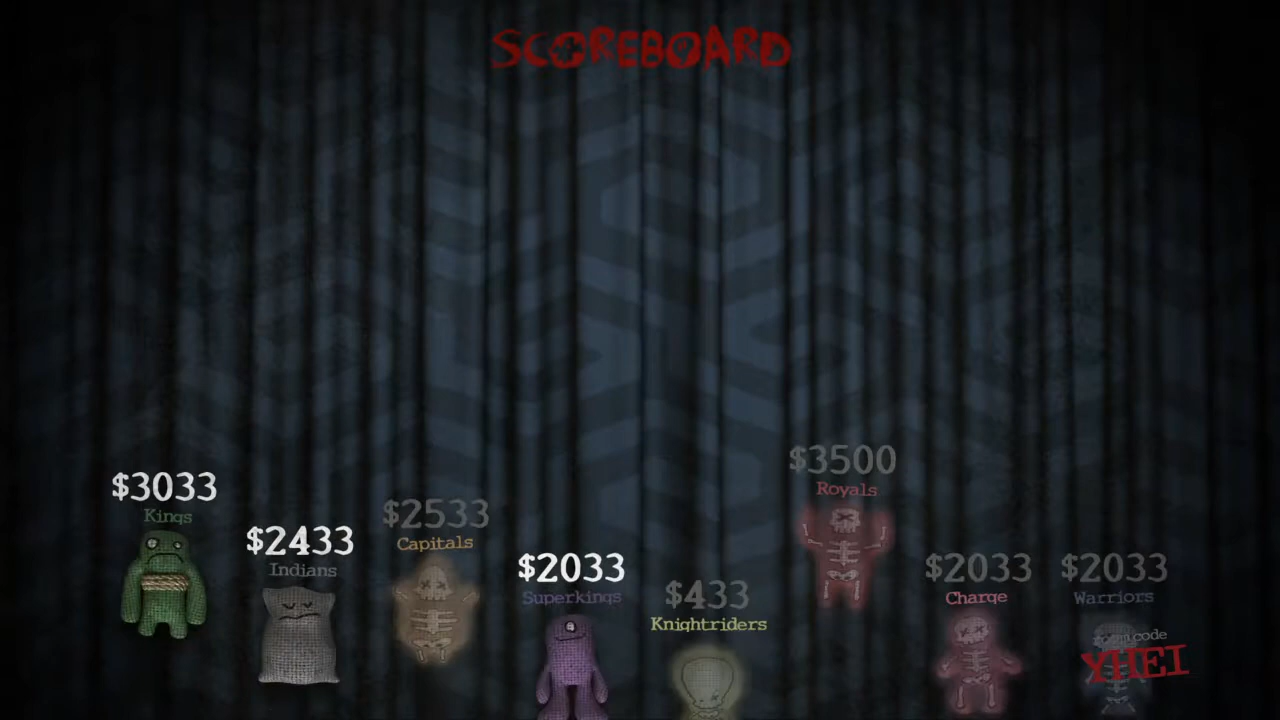 SCOREBOARD
$3033
Kings
$2433
Indians
$2533
Capitals
$2033
Superkings
$433
Knightriders
$3500
Royals
$2033
Charge
$2033
Warriors
room code
YHEI